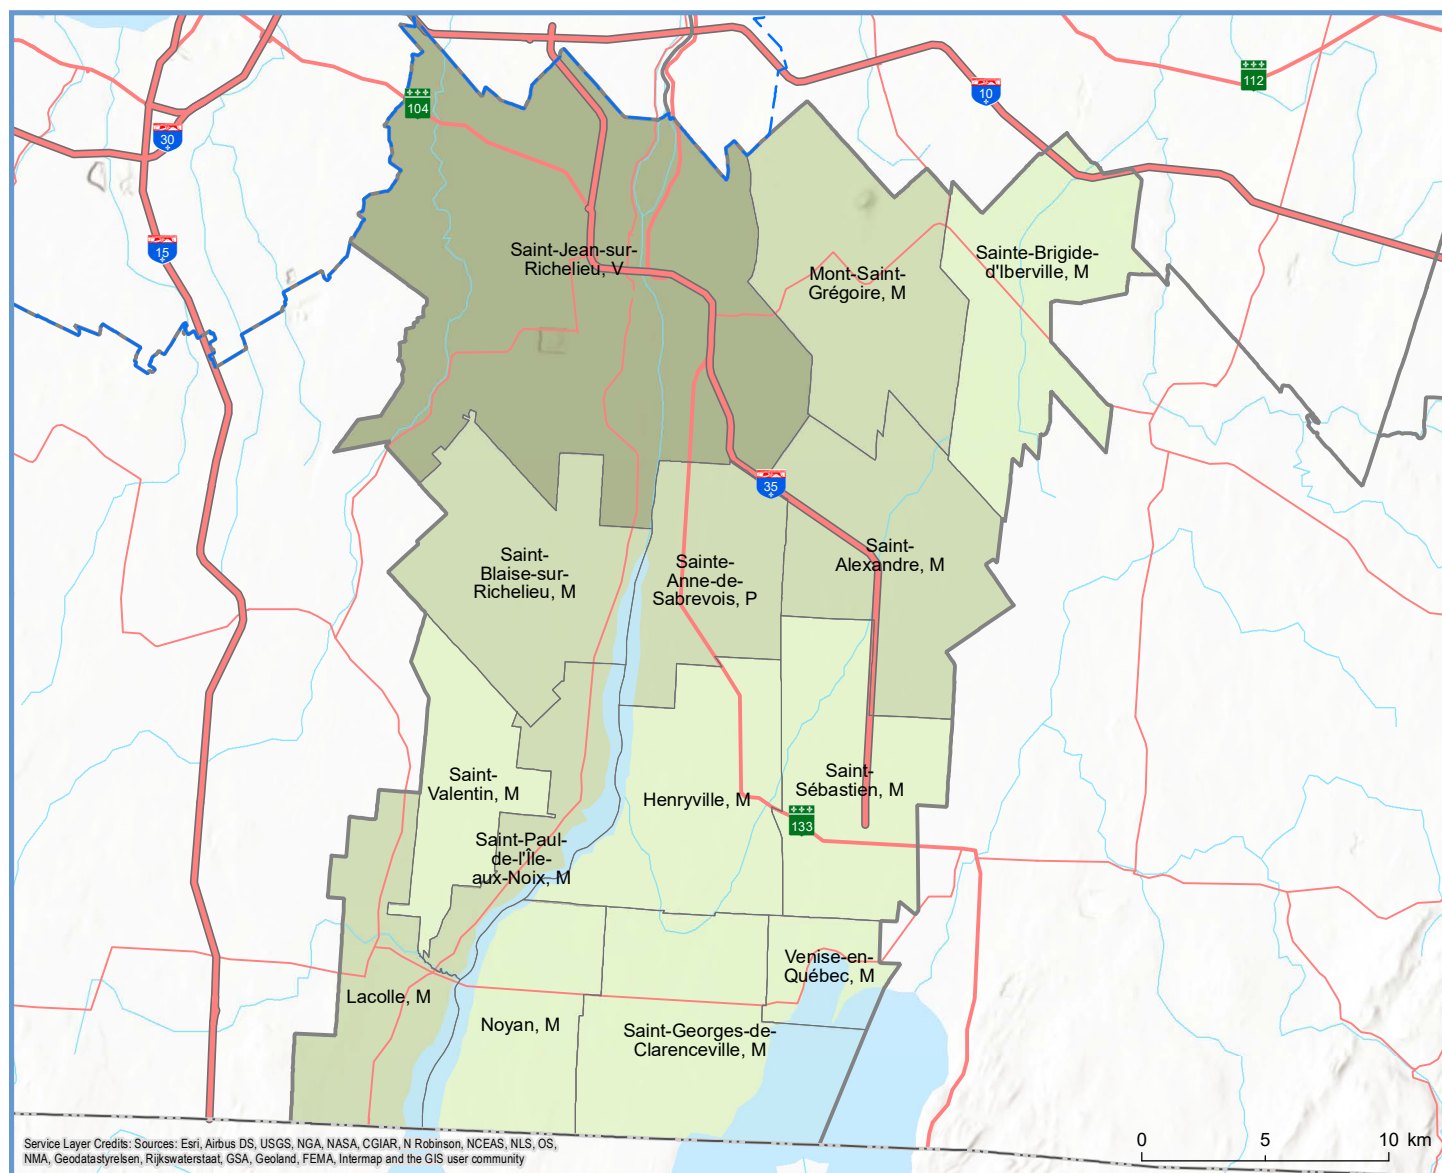 104
30
15
10
112
Saint-Jean-sur-
Richelieu, V
Mont-Saint-
Grégoire, M
Sainte-Brigide-
d'Iberville, M
35
Saint-
Blaise-sur-
Richelieu, M
Sainte-
Anne-de-
Sabrevois, P
Saint-
Alexandre, M
Saint-
Valentin, M
Henryville, M
Saint-
Sébastien, M
133
Saint-Paul-
de-l'Île-
aux-Noix, M
Lacolle, M
Noyan, M
Saint-Georges-de-
Clarenceville, M
Venise-en-
Québec, M
Service Layer Credits: Sources: Esri, Airbus DS, USGS, NGA, NASA, CGIAR, N Robinson, NCEAS, NLS, OS,
NMA, Geodatastyrelsen, Rijkswaterstaat, GSA, Geoland, FEMA, Intermap and the GIS user community
0 5 10 km